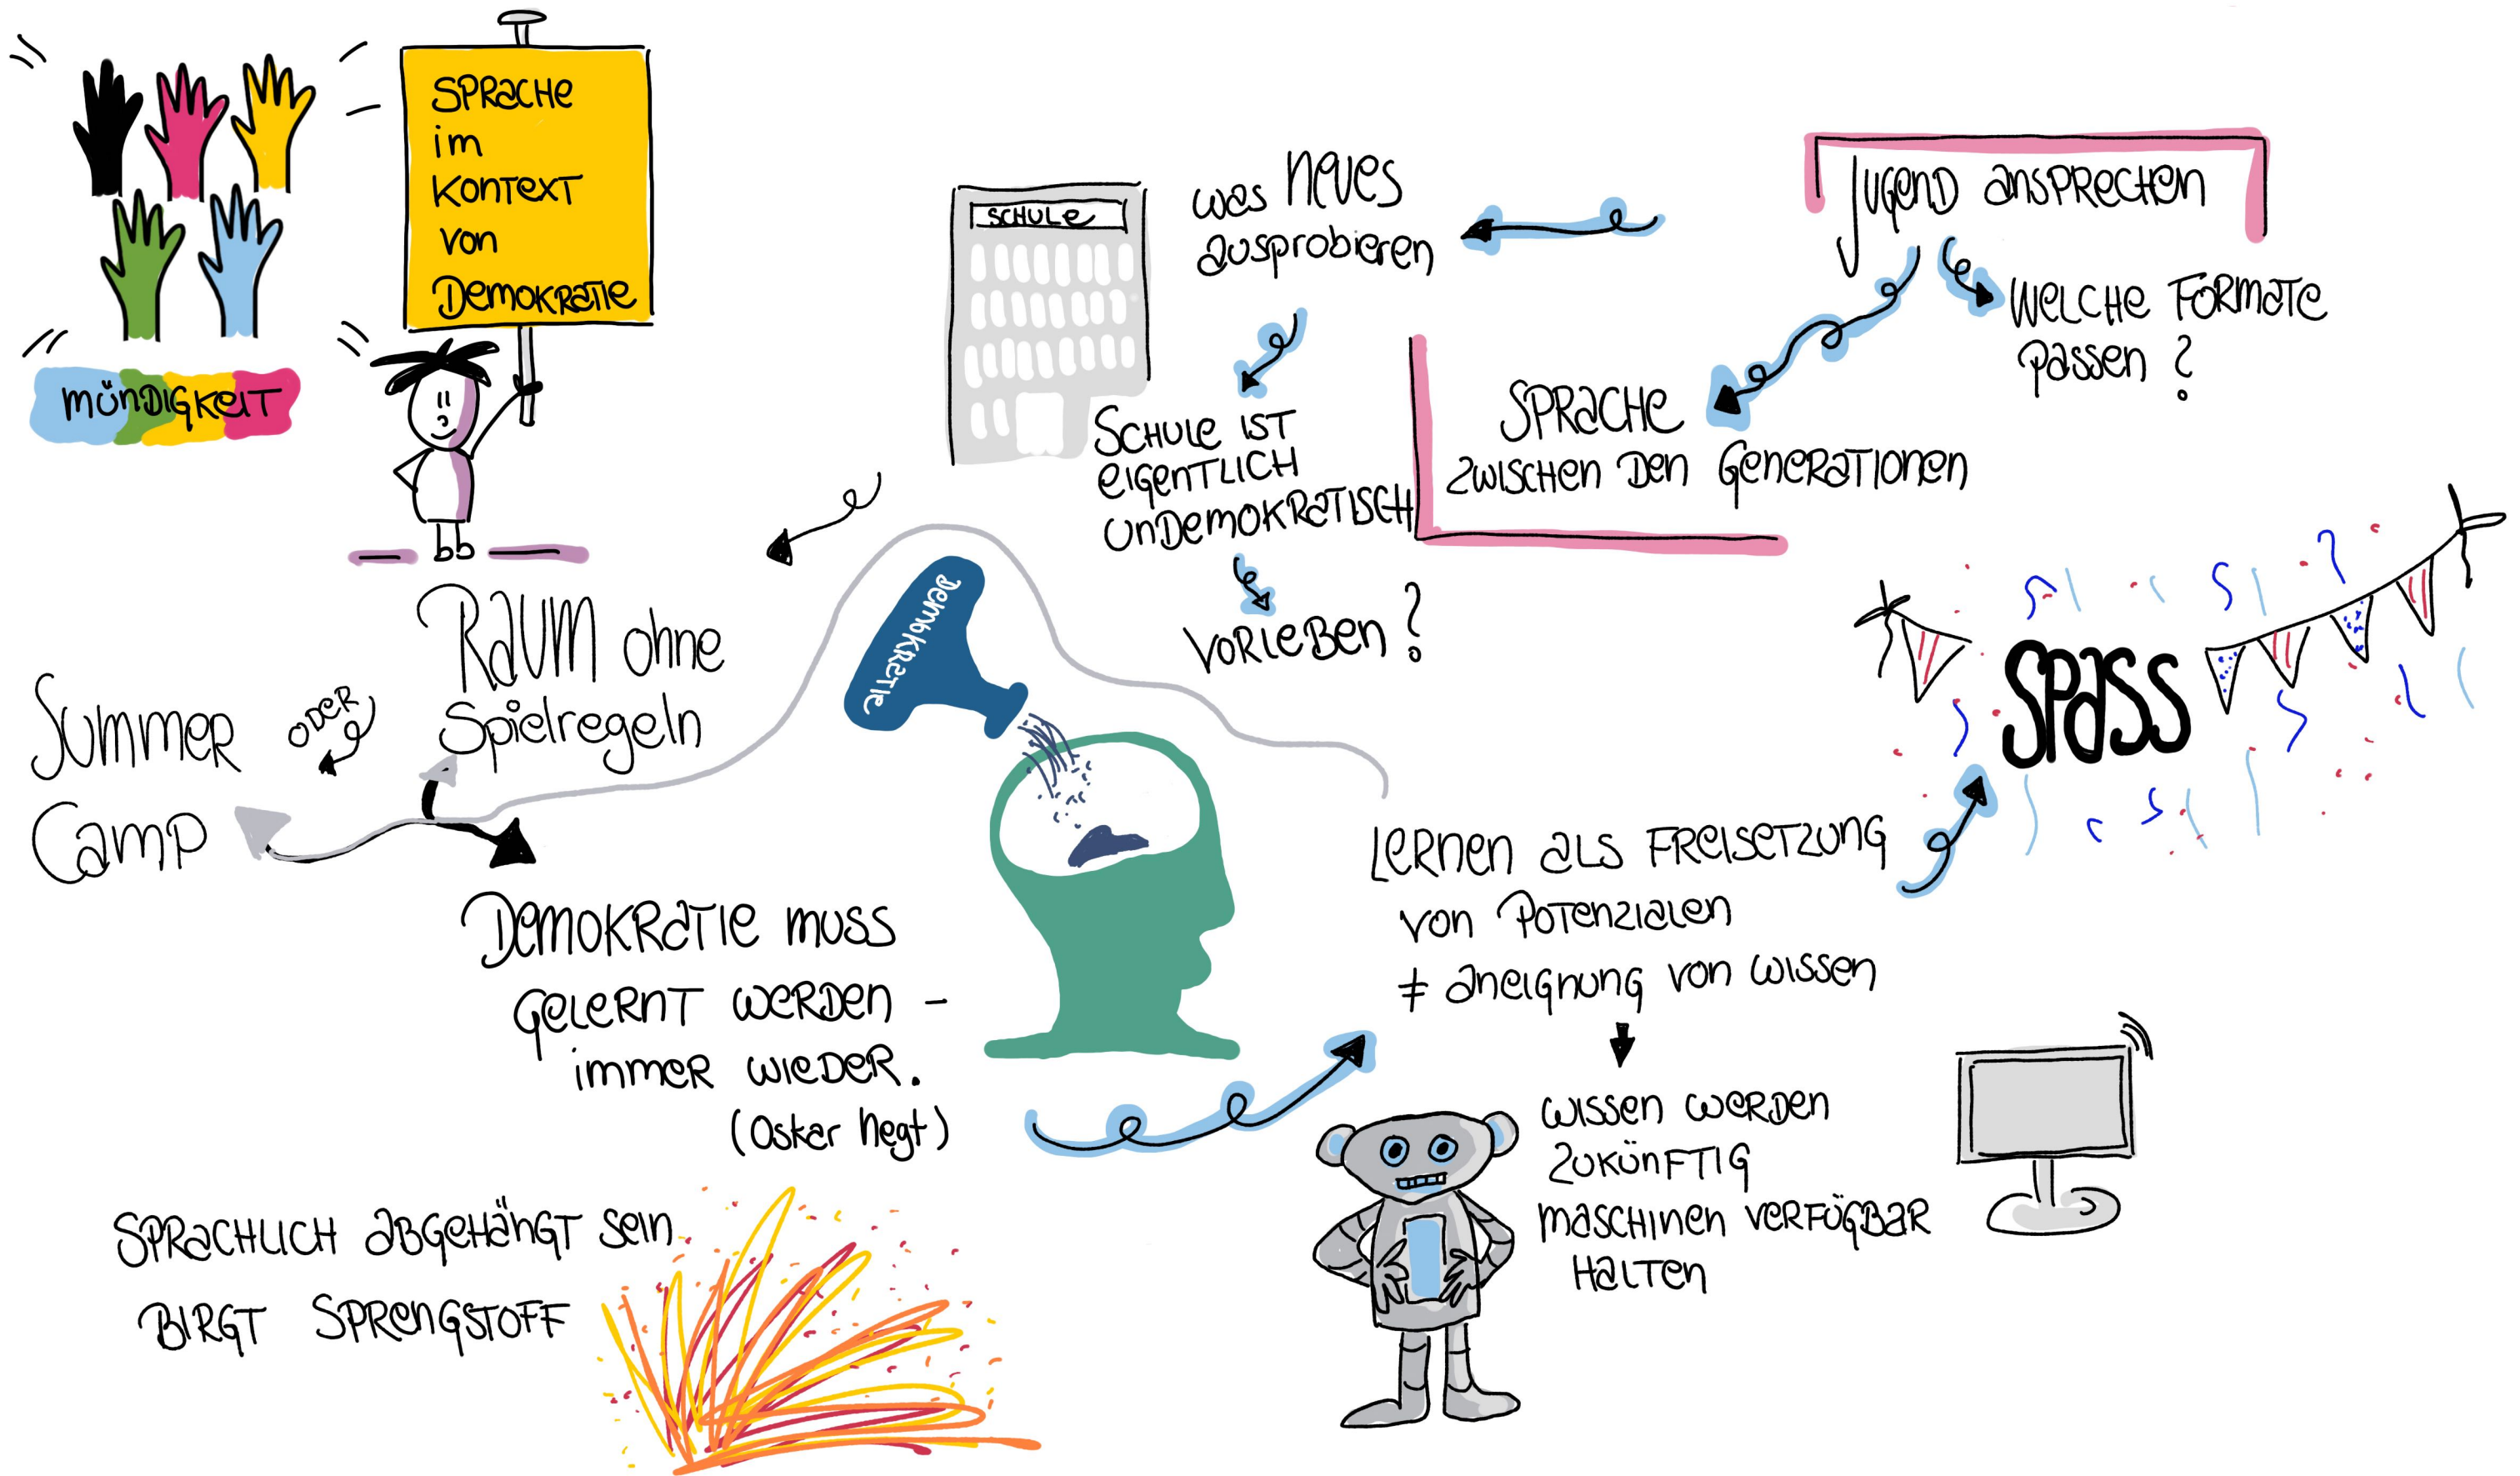 SPRACHE
im
KONTEXT
von
DEMOKRATIE
MÜNDIGKEIT
SCHULE
was neues
ausprobieren
JUGEND ANSPRECHEN
WELCHE FORMATE
PASSEN ?
SPRACHE
ZWISCHEN DEN GENERATIONEN
SCHULE IST
EIGENTLICH
UNDEMOKRATISCH
VORLEBEN ?
RAUM ohne
Spielregeln
ODER
SUMMER
CAMP
DEMOKRATIE
SPASS
DEMOKRATIE MUSS
GELERNT WERDEN -
immer WIEDER.
(Oskar hegt)
LERNEN ALS FREISETZUNG
VON POTENZIALEN
≠ ANEIGNUNG VON WISSEN
WISSEN WERDEN
ZUKÜNFTIG
MASCHINEN VERFÜGBAR
HALTEN
SPRACHLICH ABGEHÄNGT SEIN
BIRGT SPRENGSTOFF